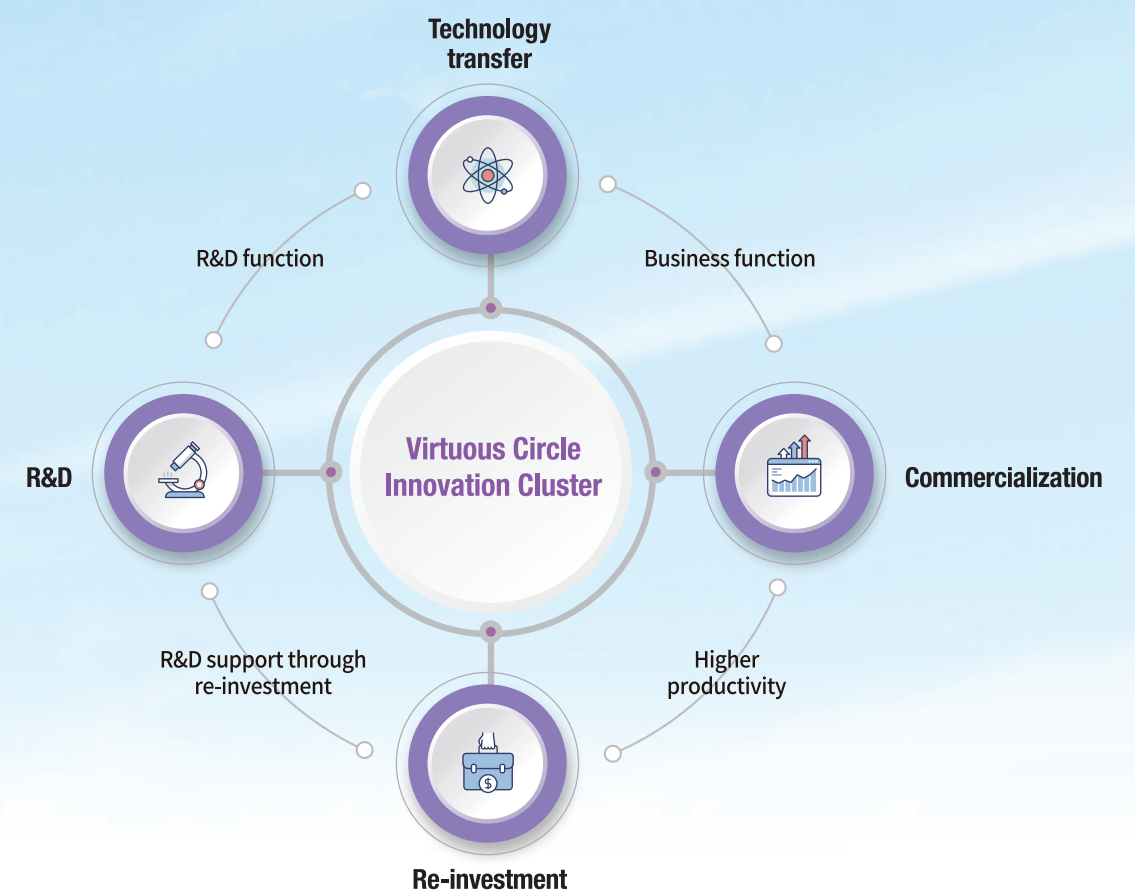 Technology
transfer
R&D function
Business function
R&D
Virtuous Circle
Innovation Cluster
Commercialization
R&D support through
re-investment
Higher
productivity
$
Re-investment